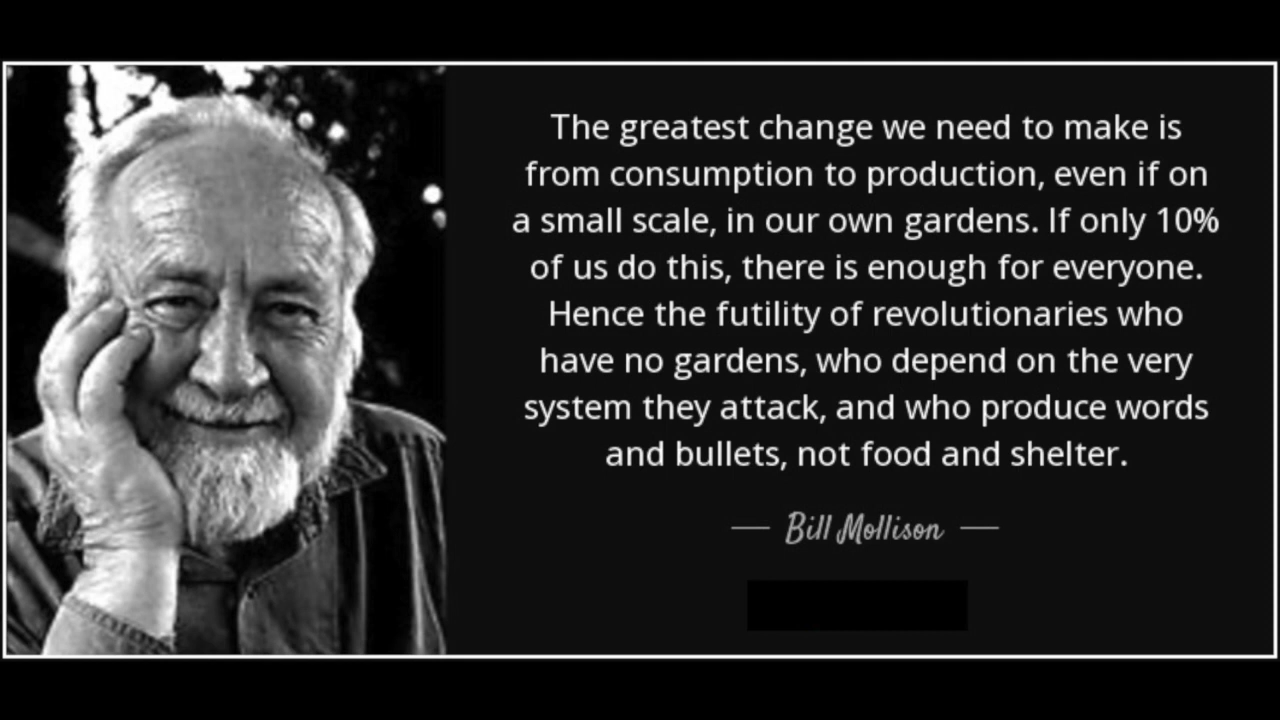 The greatest change we need to make is
from consumption to production, even if on
a small scale, in our own gardens. If only 10%
of us do this, there is enough for everyone.
Hence the futility of revolutionaries who
have no gardens, who depend on the very
system they attack, and who produce words
and bullets, not food and shelter.
Bill Mollison